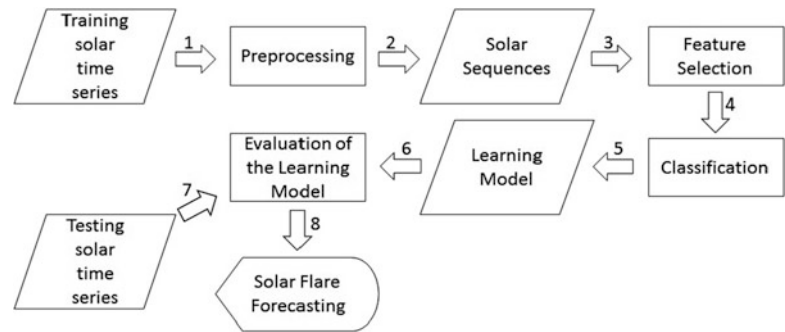 Training
solar
time
series
1
Preprocessing
2
Solar
Sequences
3
Feature
Selection
4
Classification
5
Learning
Model
6
Evaluation of
the Learning
Model
7
Testing
solar
time
series
8
Solar Flare
Forecasting